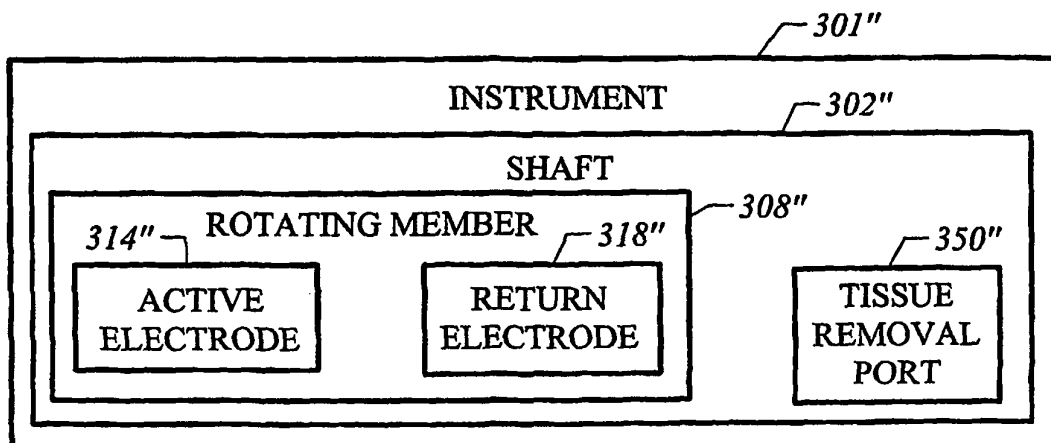 301"
INSTRUMENT
302"
SHAFT
308"
ROTATING MEMBER
314"
318"
350"
ACTIVE
ELECTRODE
RETURN
ELECTRODE
TISSUE
REMOVAL
PORT